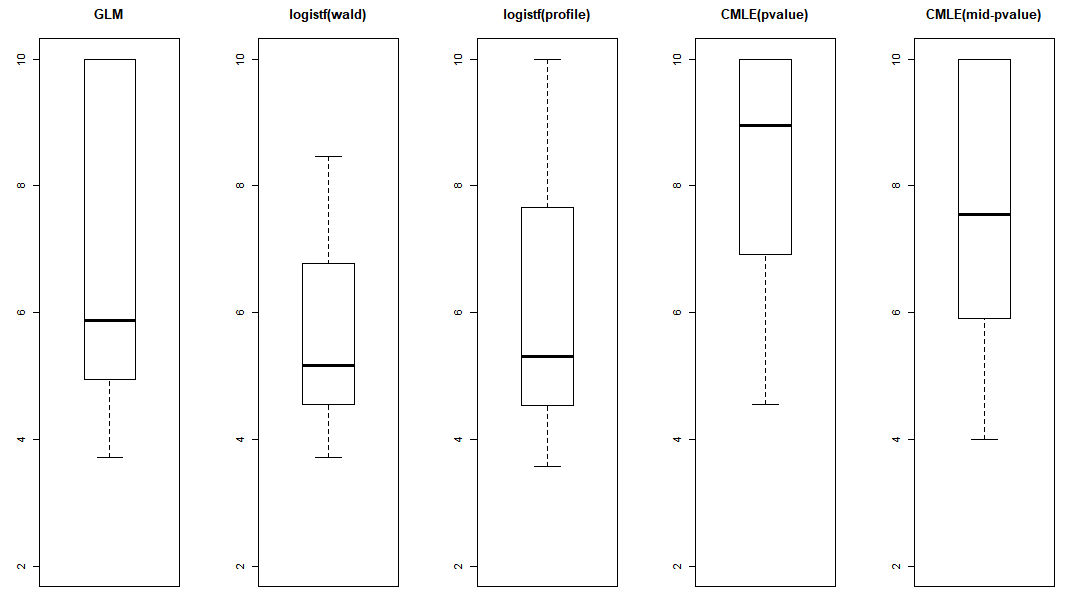 GLM
logistf(wald)
logistf(profile)
CMLE(pvalue)
CMLE(mid-pvalue)
10 10 10 10 10
8 8 8 8 8
6 6 6 6 6
4 4 4 4 4
2 2 2 2 2